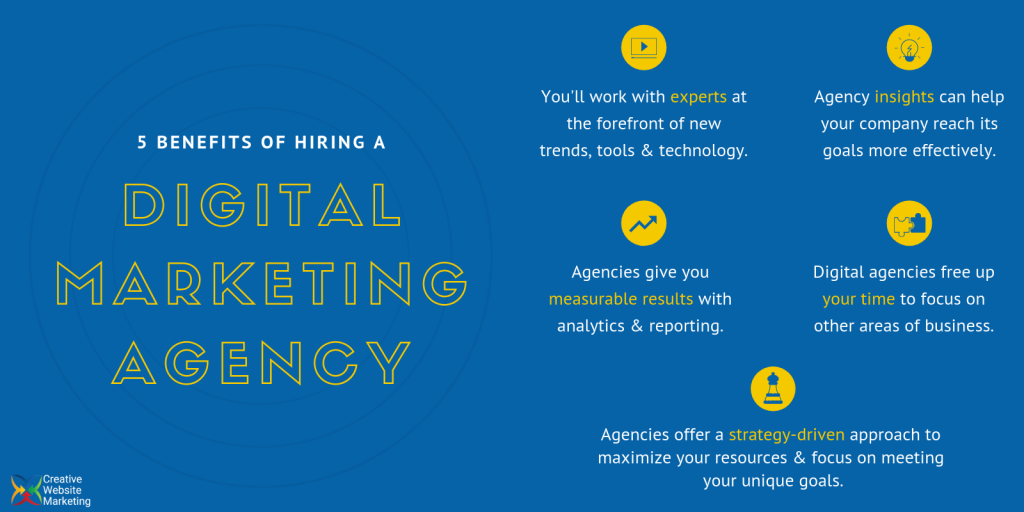 5 BENEFITS OF HIRING A
DIGITAL
MARKETING
AGENCY
You'll work with experts at
the forefront of new
trends, tools & technology.
Agency insights can help
your company reach its
goals more effectively.
Agencies give you
measurable results with
analytics & reporting.
Digital agencies free up
your time to focus on
other areas of business.
Agencies offer a strategy-driven approach to
maximize your resources & focus on meeting
your unique goals.
Creative
Website
Marketing